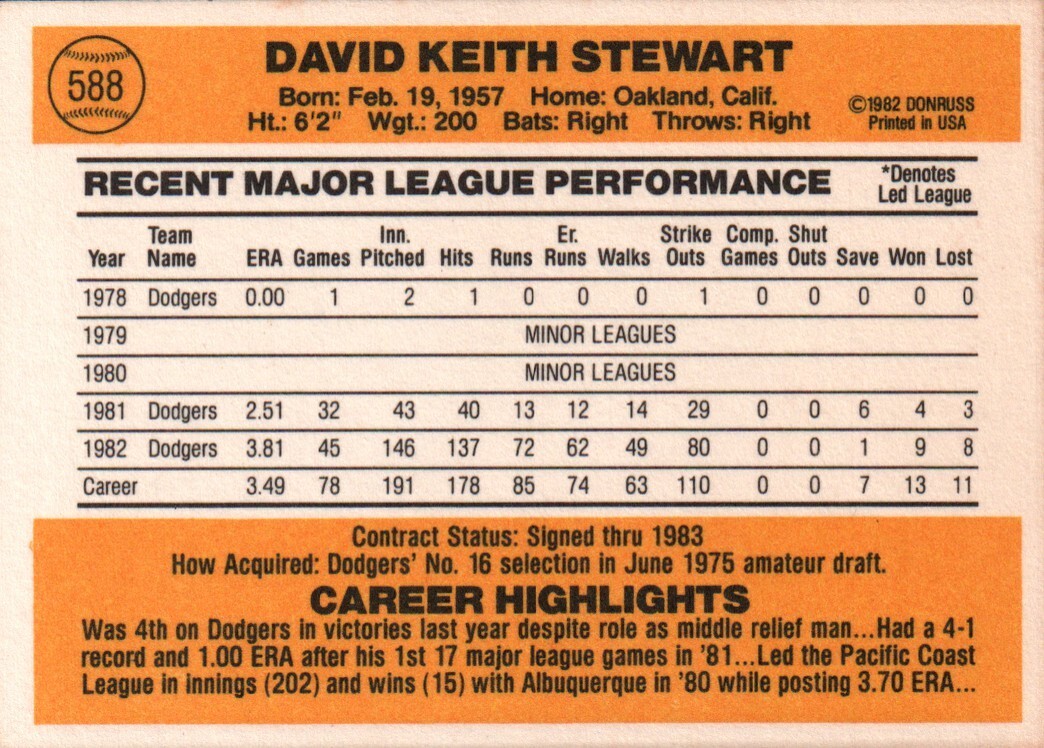 588
DAVID KEITH STEWART
Born: Feb. 19, 1957 Home: Oakland, Calif.
Ht.: 6'2" Wgt.: 200 Bats: Right Throws: Right
©1982 DONRUSS
Printed in USA
RECENT MAJOR LEAGUE PERFORMANCE
*Denotes
Led League
Year Team Name ERA Games Inn. Pitched Hits Runs Er. Runs Walks Strike Outs Comp. Games Shut Outs Save Won Lost
1978 Dodgers 0.00 1 2 1 0 0 0 1 0 0 0 0 0
1979 MINOR LEAGUES
1980 MINOR LEAGUES
1981 Dodgers 2.51 32 43 40 13 12 14 29 0 0 6 4 3
1982 Dodgers 3.81 45 146 137 72 62 49 80 0 0 1 9 8
Career 3.49 78 191 178 85 74 63 110 0 0 7 13 11
Contract Status: Signed thru 1983
How Acquired: Dodgers' No. 16 selection in June 1975 amateur draft.
CAREER HIGHLIGHTS
Was 4th on Dodgers in victories last year despite role as middle relief man...Had a 4-1
record and 1.00 ERA after his 1st 17 major league games in '81...Led the Pacific Coast
League in innings (202) and wins (15) with Albuquerque in '80 while posting 3.70 ERA...